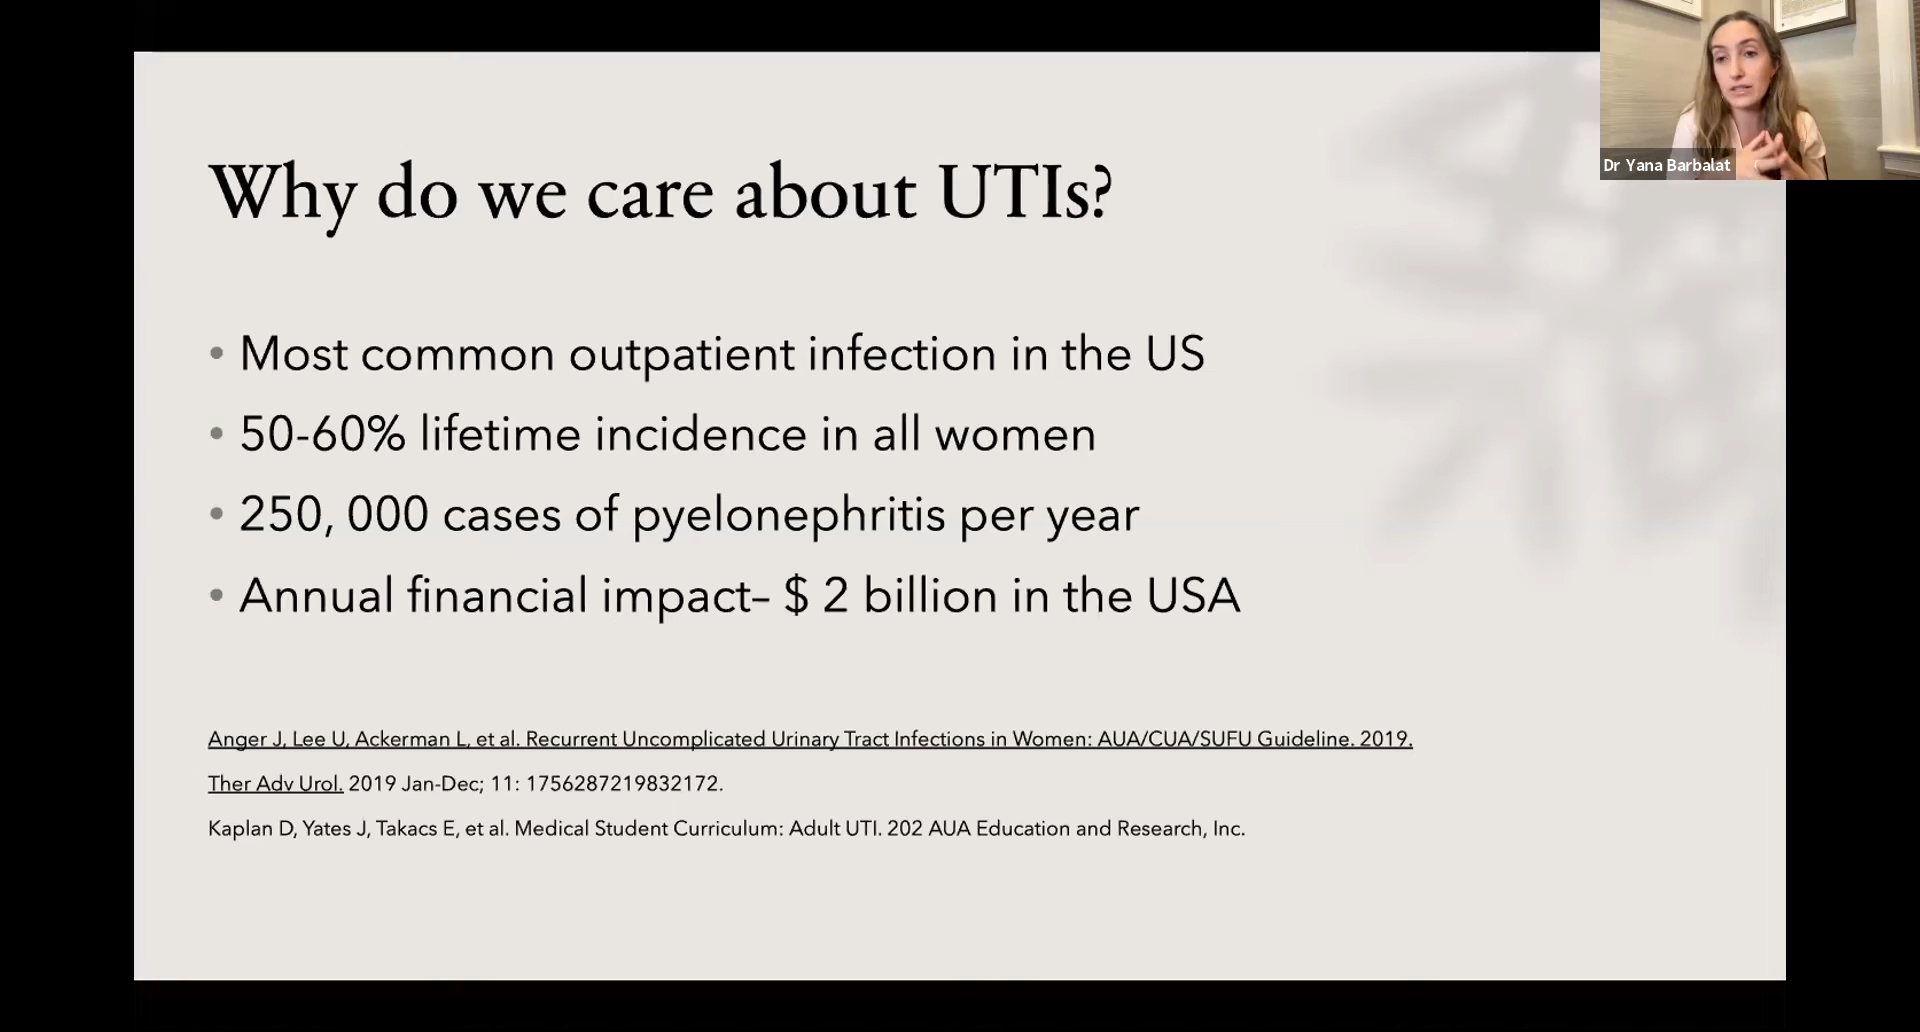 Why do we care about UTIs?
• Most common outpatient infection in the US
• 50-60% lifetime incidence in all women
• 250, 000 cases of pyelonephritis per year
• Annual financial impact– $ 2 billion in the USA
Anger J, Lee U, Ackerman L, et al. Recurrent Uncomplicated Urinary Tract Infections in Women: AUA/CUA/SUFU Guideline. 2019.
Ther Adv Urol. 2019 Jan-Dec; 11: 1756287219832172.
Kaplan D, Yates J, Takacs E, et al. Medical Student Curriculum: Adult UTI. 202 AUA Education and Research, Inc.
Dr Yana Barbalat